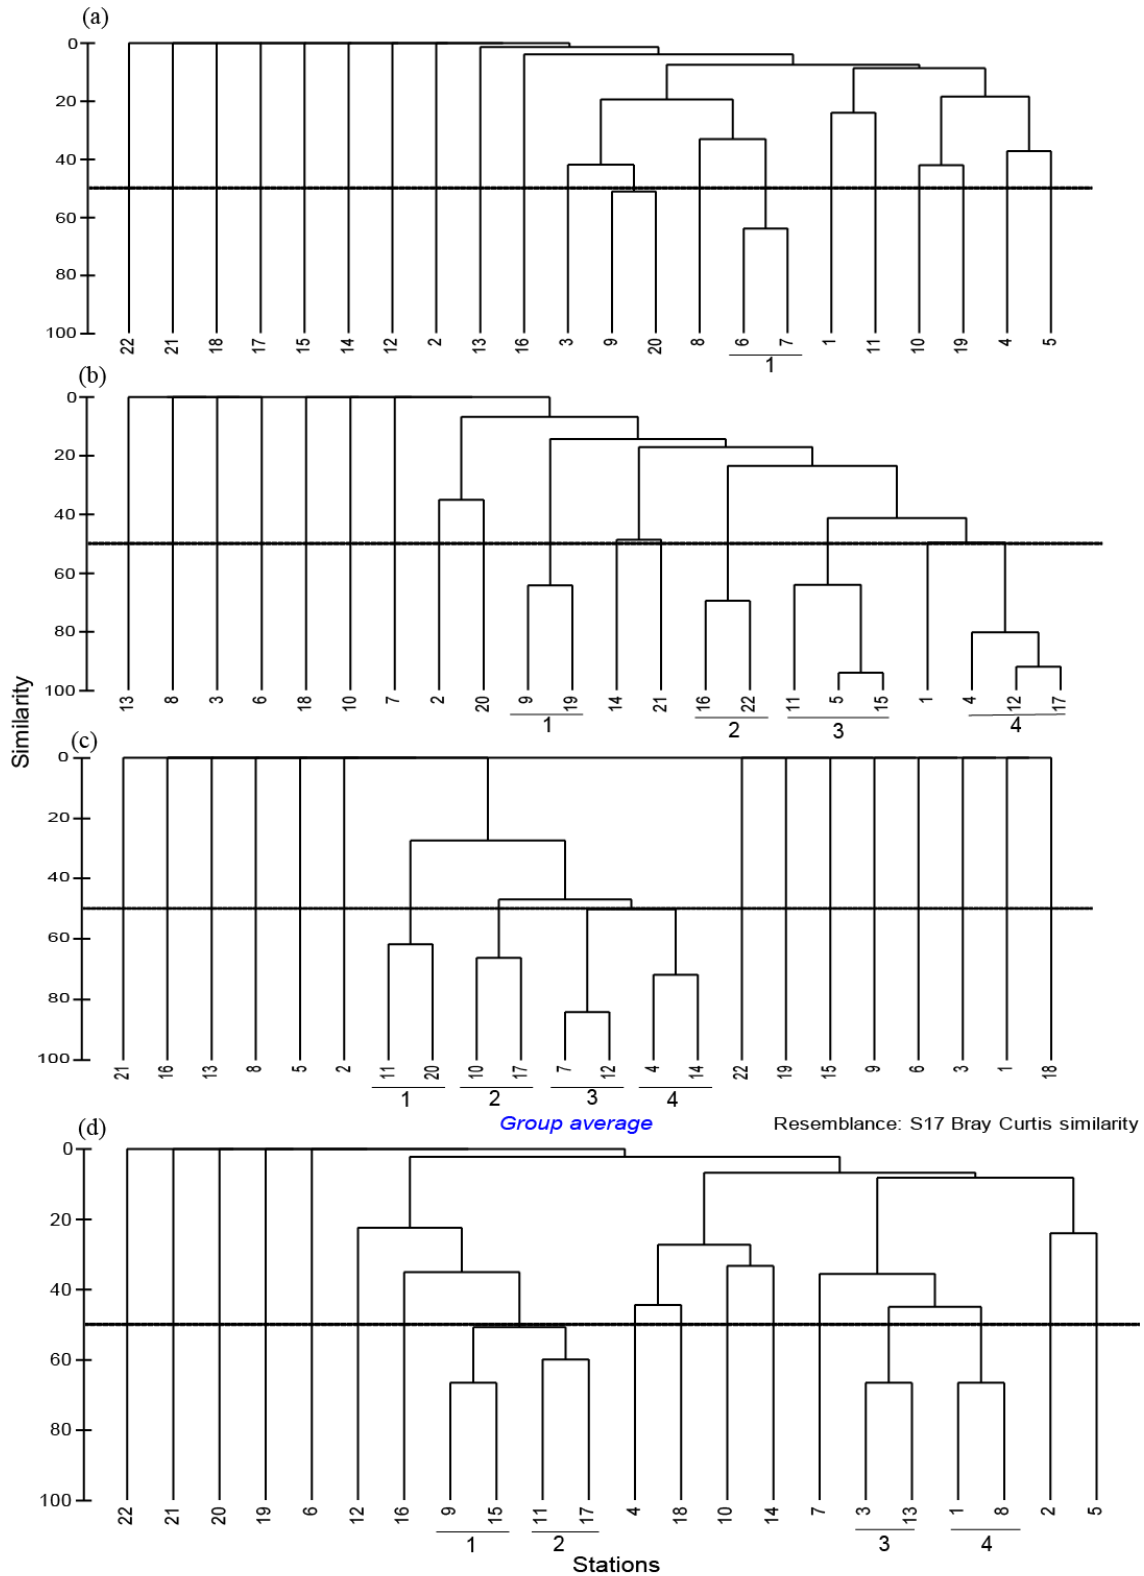 (a)
0
20
40
60
80
100
22 21 18 17 15 14 12 2 13 16 3 9 20 8 6 7 1 11 10 19 4 5
1
(b)
0
20
40
60
80
100
13 8 3 6 18 10 7 2 20 9 19 14 21 16 22 11 5 15 1 4 12 17
1 2 3 4
Similarity
(c)
0
20
40
60
80
100
21 16 13 8 5 2 11 20 10 17 7 12 4 14 22 19 15 9 6 3 1 18
1 2 3 4
Group average Resemblance: S17 Bray Curtis similarity
(d)
0
20
40
60
80
100
22 21 20 19 6 12 16 9 15 11 17 4 18 10 14 7 3 13 1 8 2 5
1 2 3 4
Stations